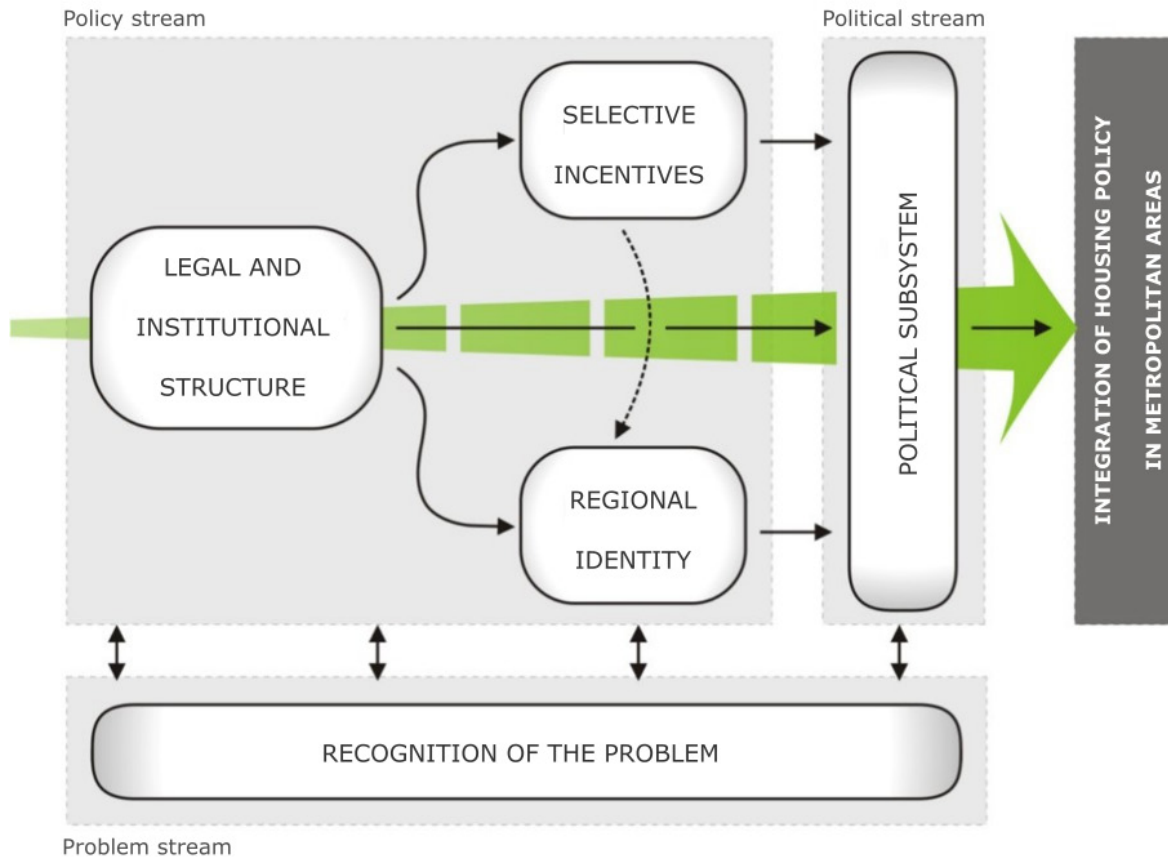 Policy stream
Political stream
SELECTIVE
INCENTIVES
LEGAL AND
INSTITUTIONAL
STRUCTURE
REGIONAL
IDENTITY
POLITICAL SUBSYSTEM
INTEGRATION OF HOUSING POLICY
IN METROPOLITAN AREAS
RECOGNITION OF THE PROBLEM
Problem stream